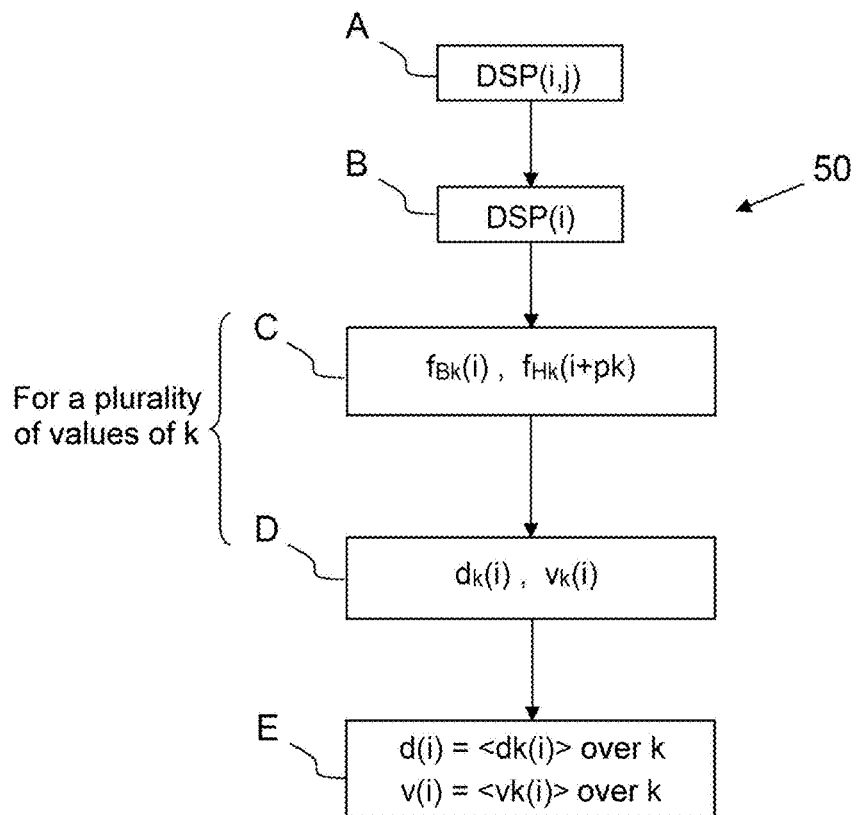 A
DSP(i,j)
B
DSP(i)
50
C
fBk(i) , fHk(i+pk)
For a plurality
of values of k
D
dk(i) , vk(i)
E
d(i) = <dk(i)> over k
v(i) = <vk(i)> over k